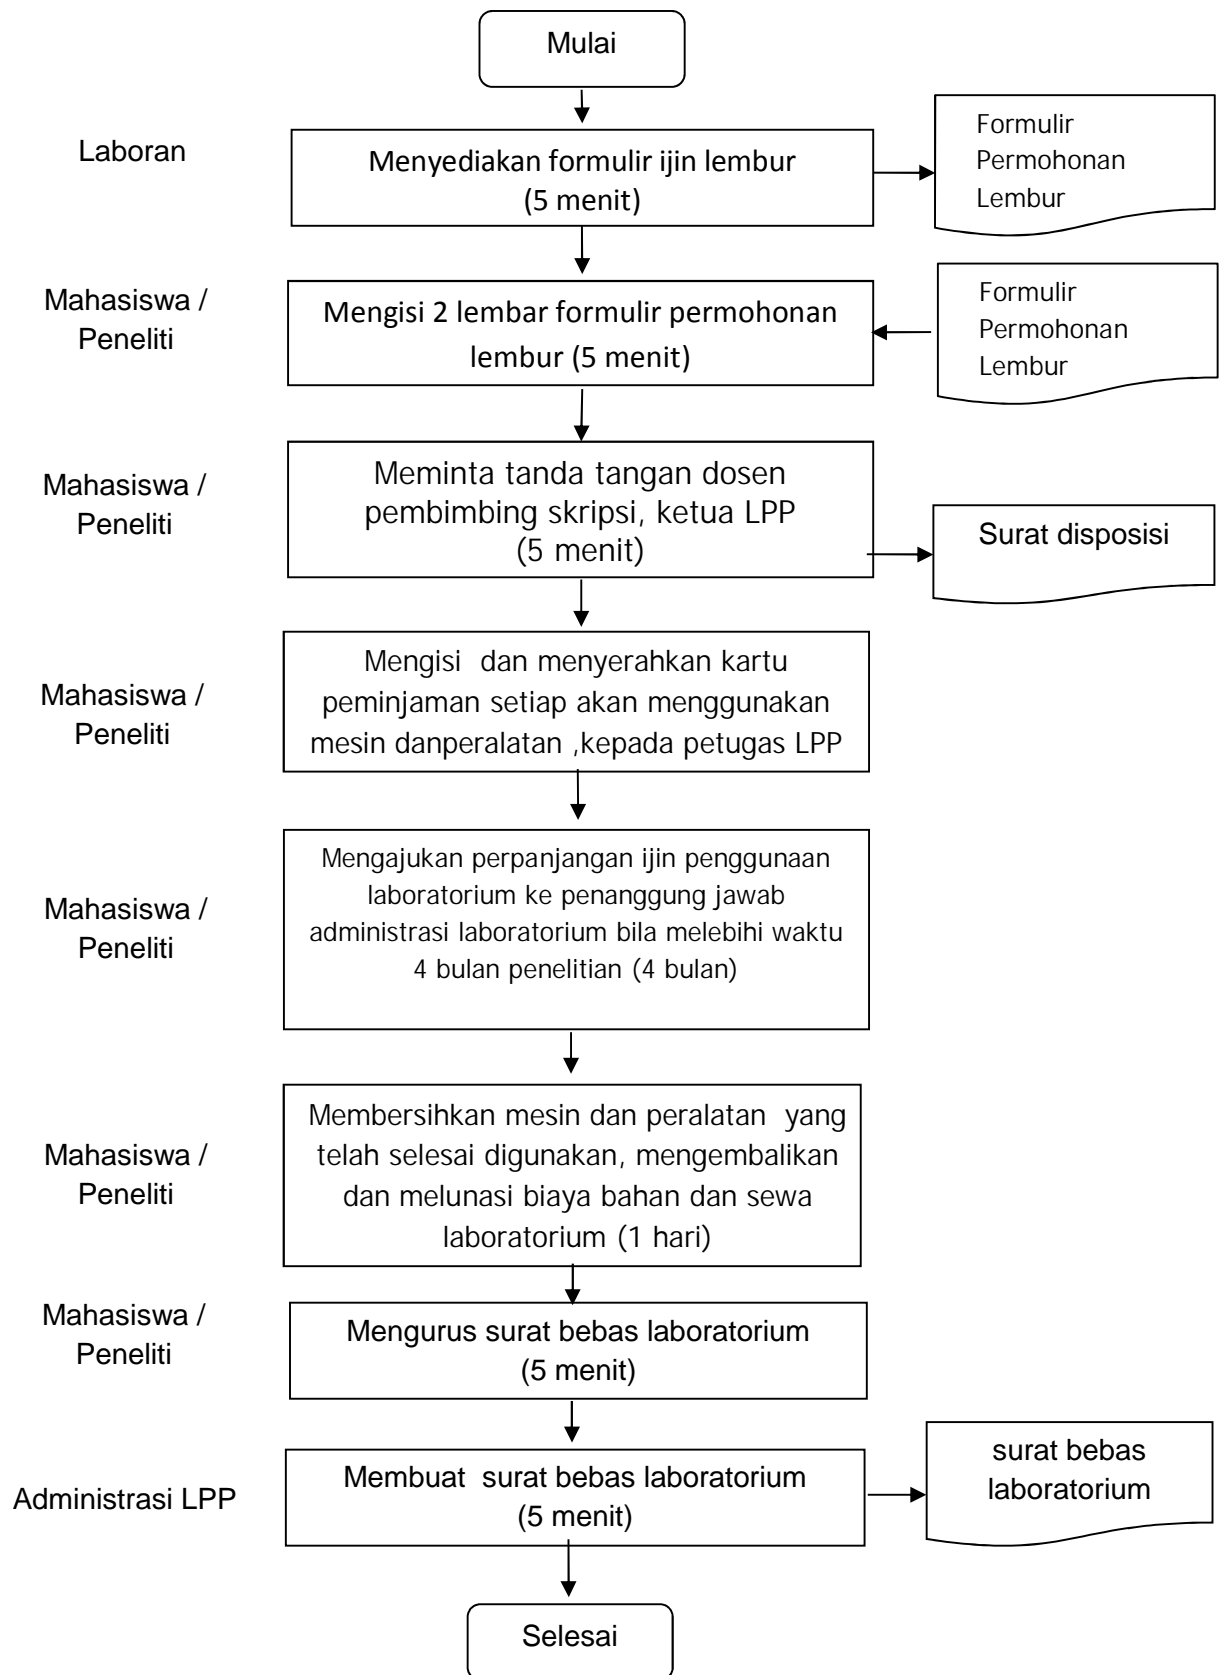 Mulai
Laboran
Menyediakan formulir ijin lembur
(5 menit)
Formulir
Permohonan
Lembur
Mahasiswa /
Peneliti
Mengisi 2 lembar formulir permohonan
lembur (5 menit)
Formulir
Permohonan
Lembur
Mahasiswa /
Peneliti
Meminta tanda tangan dosen
pembimbing skripsi, ketua LPP
(5 menit)
Surat disposisi
Mahasiswa /
Peneliti
Mengisi dan menyerahkan kartu
peminjaman setiap akan menggunakan
mesin danperalatan ,kepada petugas LPP
Mahasiswa /
Peneliti
Mengajukan perpanjangan ijin penggunaan
laboratorium ke penanggung jawab
administrasi laboratorium bila melebihi waktu
4 bulan penelitian (4 bulan)
Mahasiswa /
Peneliti
Membersihkan mesin dan peralatan yang
telah selesai digunakan, mengembalikan
dan melunasi biaya bahan dan sewa
laboratorium (1 hari)
Mahasiswa /
Peneliti
Mengurus surat bebas laboratorium
(5 menit)
Administrasi LPP
Membuat surat bebas laboratorium
(5 menit)
surat bebas
laboratorium
Selesai